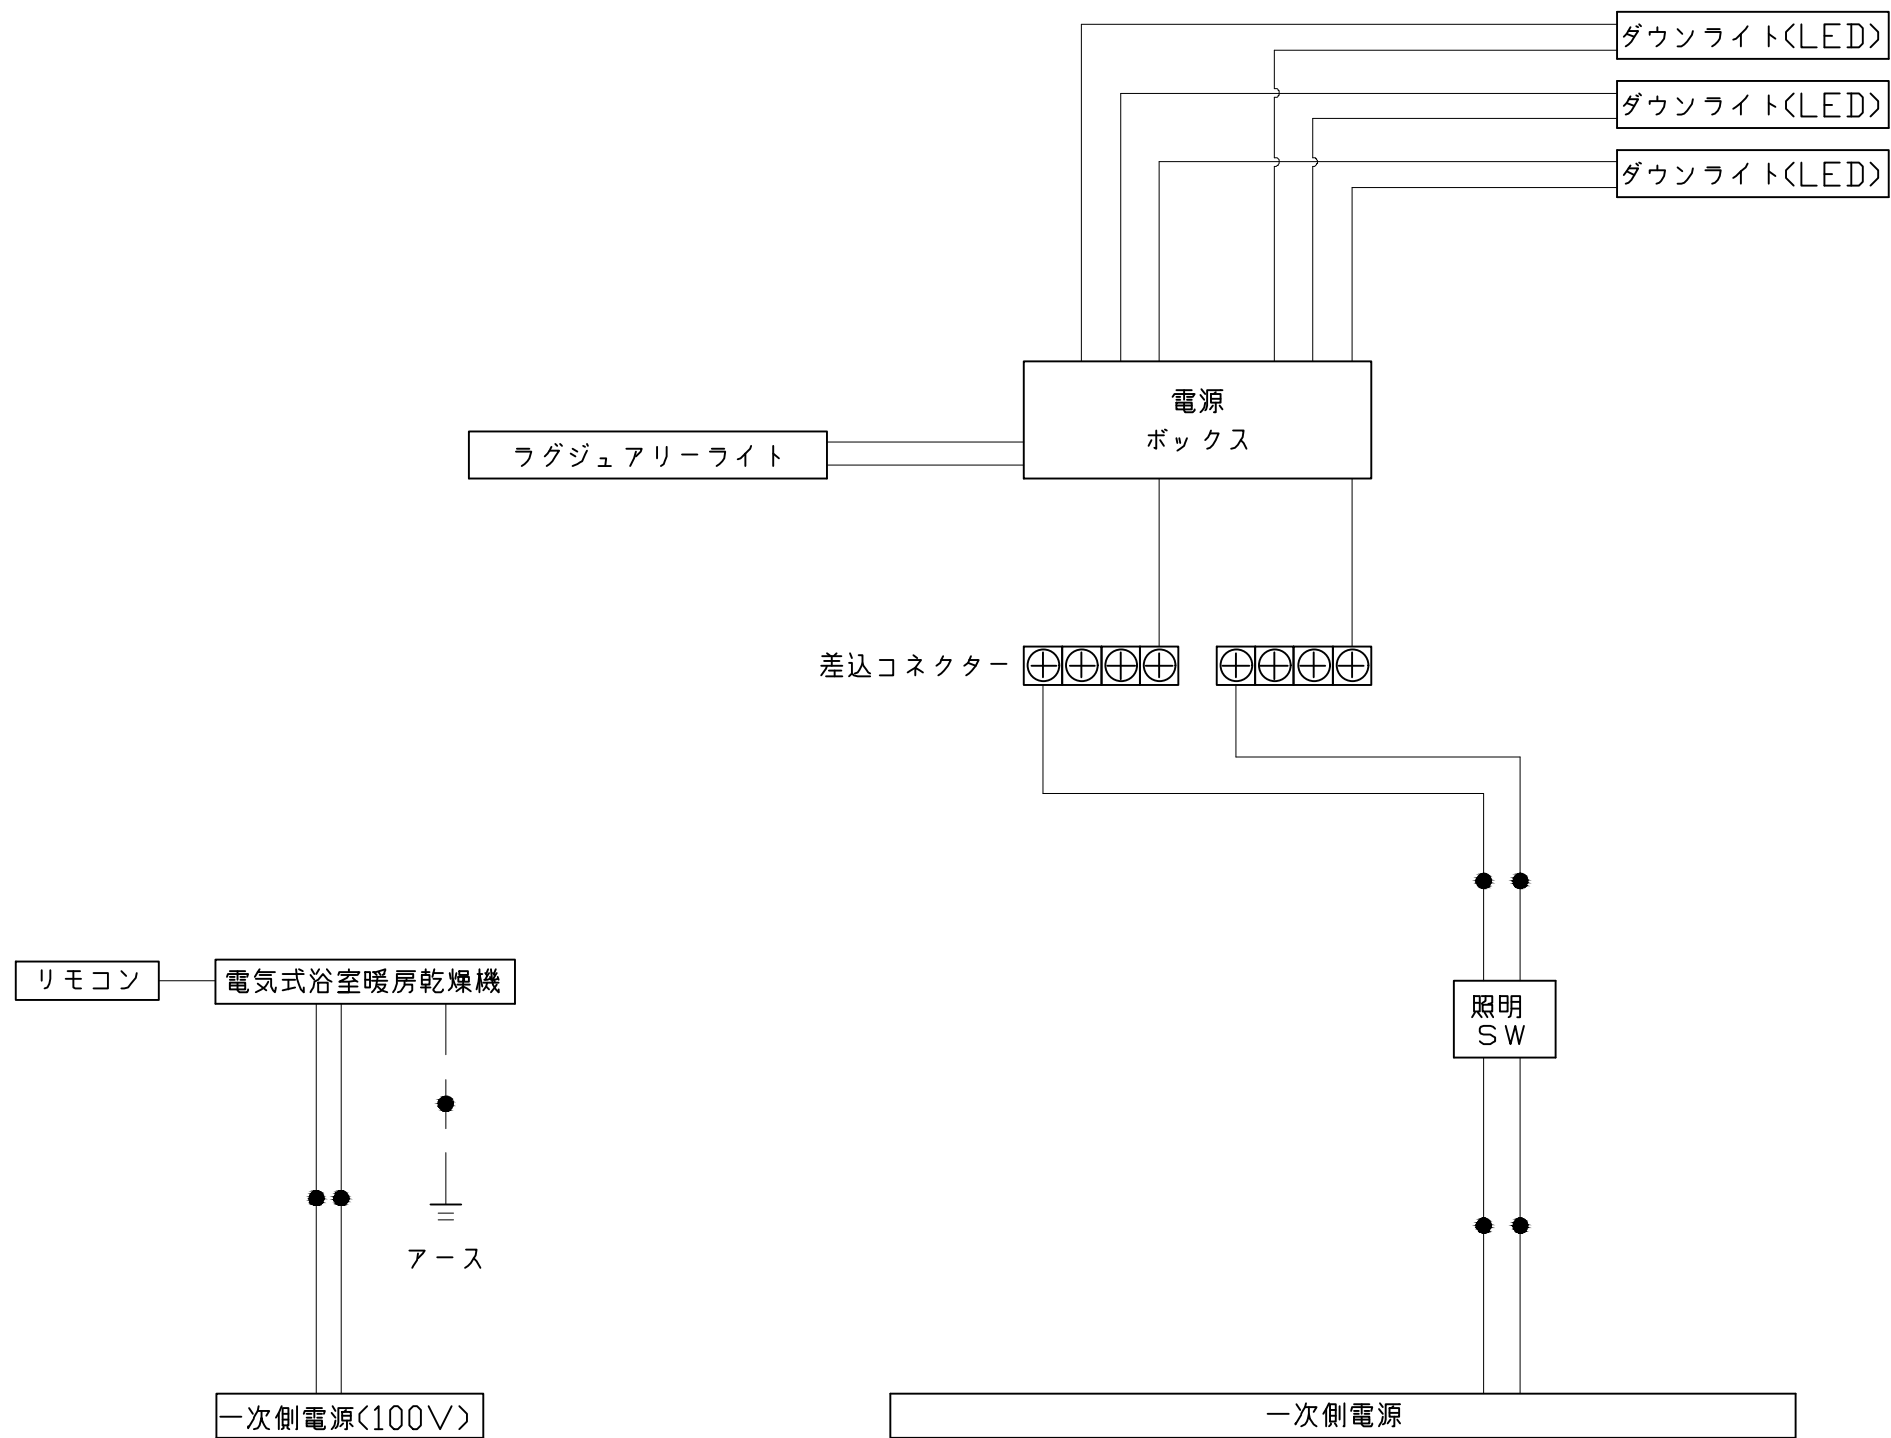 ダウンライト(LED)
ダウンライト(LED)
ダウンライト(LED)
電源
ボックス
ラグジュアリーライト
差込コネクター
リモコン
電気式浴室暖房乾燥機
照明
SW
アース
一次側電源(100V)
一次側電源